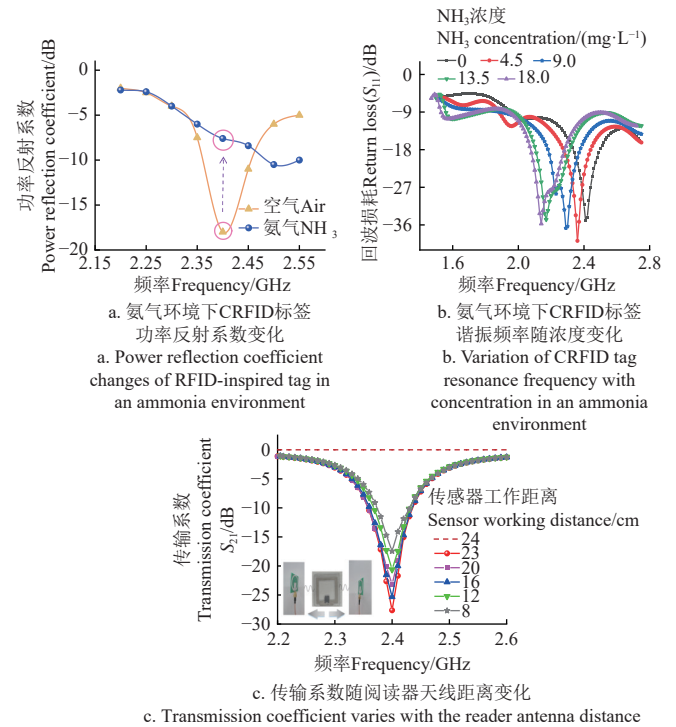 功率反射系数
Power reflection coefficient/dB
0
−5
−10
−15
−20
空气Air
氨气NH3
2.15
2.25
2.35
2.45
2.55
频率Frequency/GHz
a. 氨气环境下CRFID标签
功率反射系数变化
a. Power reflection coefficient
changes of RFID-inspired tag in
an ammonia environment
NH3浓度
NH3 concentration/(mg·L−1)
0 4.5 9.0
13.5 18.0
回波损耗Return loss(S11)/dB
0
−9
−18
−27
−36
1.6
2.0
2.4
2.8
频率Frequency/GHz
b. 氨气环境下CRFID标签
谐振频率随浓度变化
b. Variation of CRFID tag
resonance frequency with
concentration in an ammonia
environment
传输系数
Transmission coefficient
S21/dB
0
−5
−10
−15
−20
−25
−30
传感器工作距离
Sensor working distance/cm
24
23
20
16
12
8
2.2
2.3
2.4
2.5
2.6
频率Frequency/GHz
c. 传输系数随阅读器天线距离变化
c. Transmission coefficient varies with the reader antenna distance